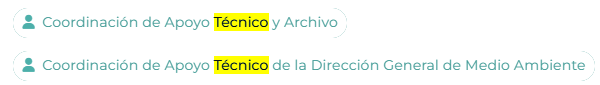 Coordinación de Apoyo Técnico y Archivo
Coordinación de Apoyo Técnico de la Dirección General de Medio Ambiente